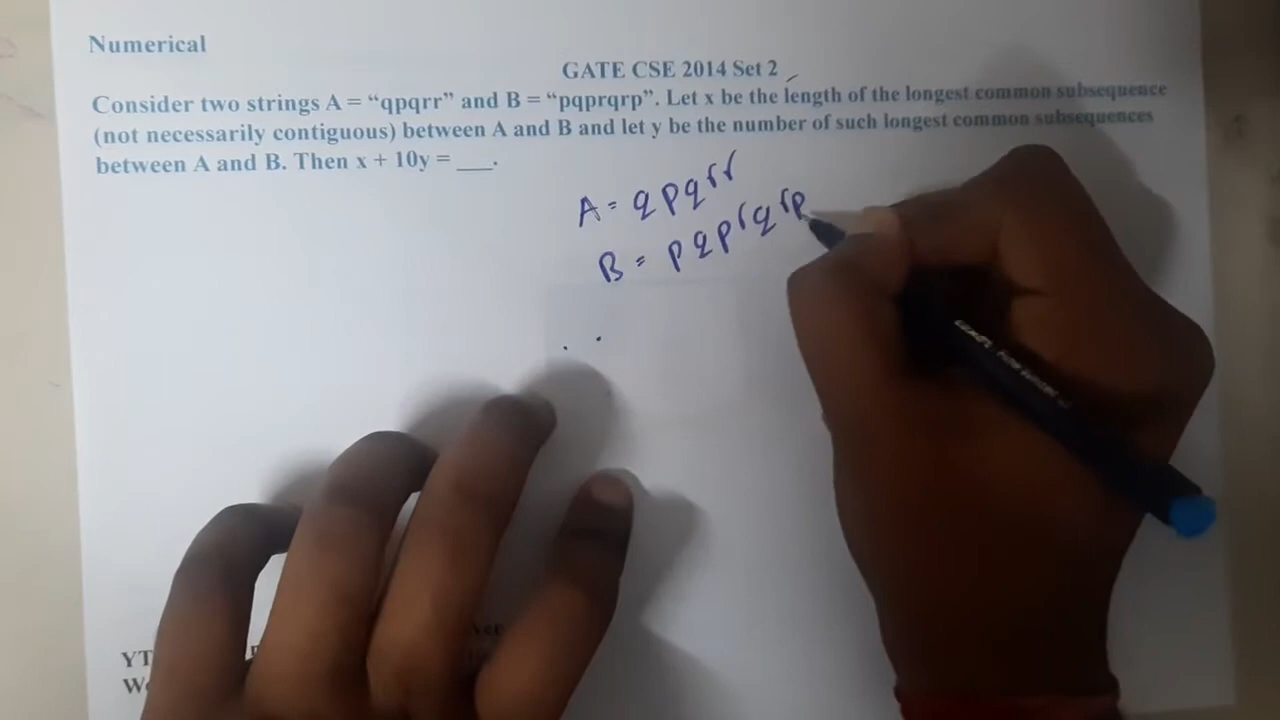 Numerical
GATE CSE 2014 Set 2
Consider two strings A = “qpqrr” and B = “pqprqrp”. Let x be the length of the longest common subsequence
(not necessarily contiguous) between A and B and let y be the number of such longest common subsequences
between A and B. Then x + 10y = ___.
A = qpqrr
B = pqprqrp
YT